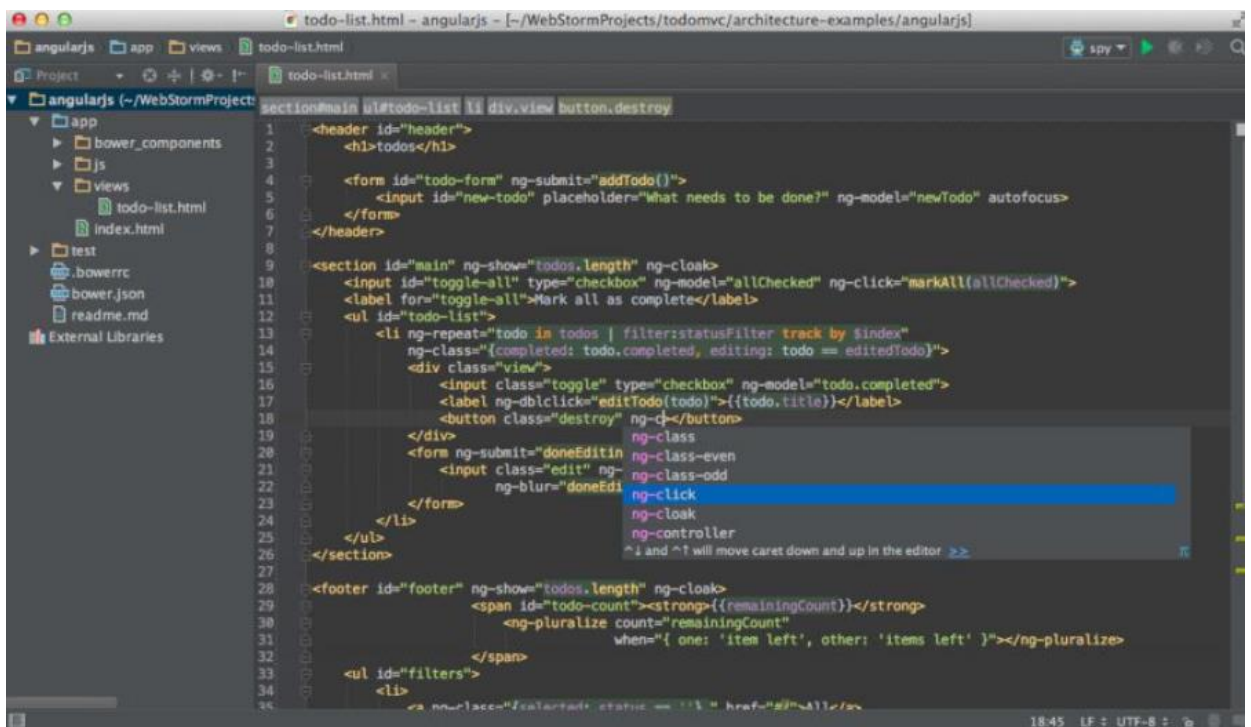 todo-list.html – angularjs – [~/WebStormProjects/todomvc/architecture-examples/angularjs]
angularjs app views todo-list.html spy
Project todo-list.html
angularjs (~/WebStormProject
section#main ul#todo-list li div.view button.destroy
app
bower_components
js
views
todo-list.html
index.html
test
.bowerrc
bower.json
readme.md
External Libraries
1 <header id="header">
2 <h1>todos</h1>
3
4 <form id="todo-form" ng-submit="addTodo()">
5 <input id="new-todo" placeholder="What needs to be done?" ng-model="newTodo" autofocus>
6 </form>
7 </header>
8
9 <section id="main" ng-show="todos.length" ng-cloak>
10 <input id="toggle-all" type="checkbox" ng-model="allChecked" ng-click="markAll(allChecked)">
11 <label for="toggle-all">Mark all as complete</label>
12 <ul id="todo-list">
13 <li ng-repeat="todo in todos | filter:statusFilter track by $index"
14 ng-class="{completed: todo.completed, editing: todo == editedTodo}">
15 <div class="view">
16 <input class="toggle" type="checkbox" ng-model="todo.completed">
17 <label ng-dblclick="editTodo(todo)">{{todo.title}}</label>
18 <button class="destroy" ng-c></button>
19 </div>
20 <form ng-submit="doneEditin
21 <input class="edit" ng-
22 ng-blur="doneEdi
23 </form>
24 </li>
25 </ul>
26 </section>
27
28 <footer id="footer" ng-show="todos.length" ng-cloak>
29 <span id="todo-count"><strong>{{remainingCount}}</strong>
30 <ng-pluralize count="remainingCount"
31 when="{ one: 'item left', other: 'items left' }"></ng-pluralize>
32 </span>
33 <ul id="filters">
34 <li>
35 <a ng-class="{selected: status == ''}" href="#/">All</a>
ng-class
ng-class-even
ng-class-odd
ng-click
ng-cloak
ng-controller
^↓ and ^↑ will move caret down and up in the editor >>
18:45 LF UTF-8